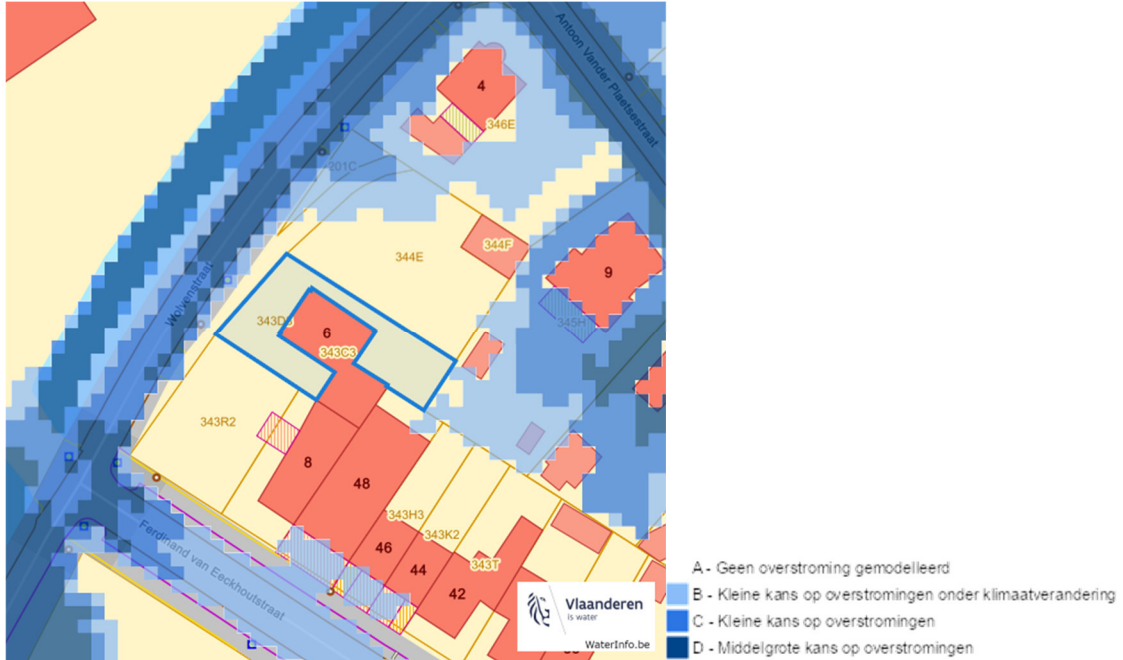 Antoon Vander Plaetsestraat
4
346E
201C
344F
344E
9
345H
Wolvenstraat
6
343C3
343R2
8
48
343H3
343K2
46
44
343T
42
Ferdinand van Eeckhoutstraat
Vlaanderen
is water
WaterInfo.be
A - Geen overstroming gemodelleerd
B - Kleine kans op overstromingen onder klimaatverandering
C - Kleine kans op overstromingen
D - Middelgrote kans op overstromingen